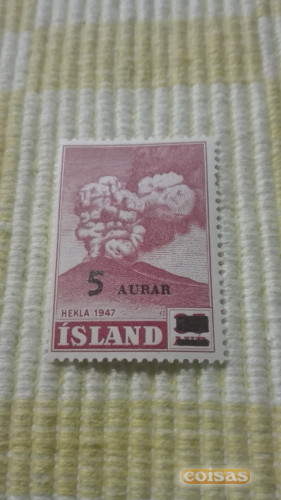 5 AURAR
HEKLA 1947
ÍSLAND
coisas